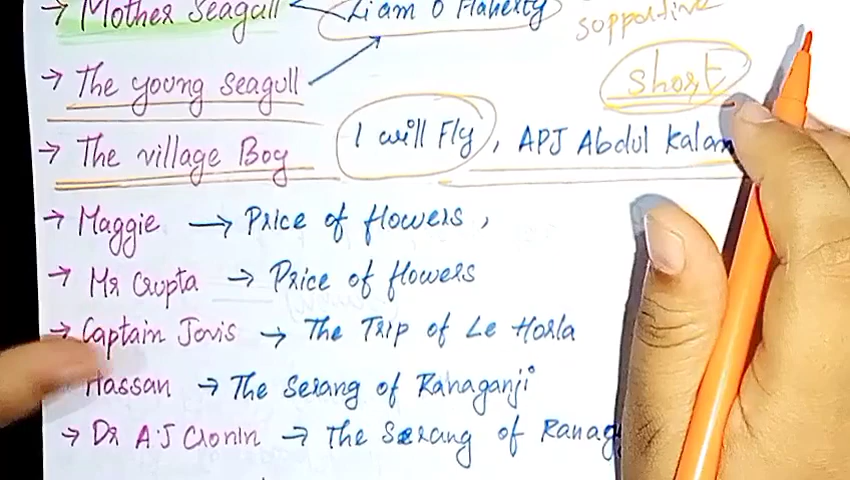 → Mother Seagull Liam O Flaherty
supportive
→ The young seagull short
→ The village Boy I will Fly, APJ Abdul Kalam
→ Maggie → Price of flowers,
→ Mr Gupta → Price of flowers
→ Captain Jovis → The Trip of Le Horla
Hassan → The Serang of Ranaganji
→ Dr A.J Cronin → The Serang of Ranag